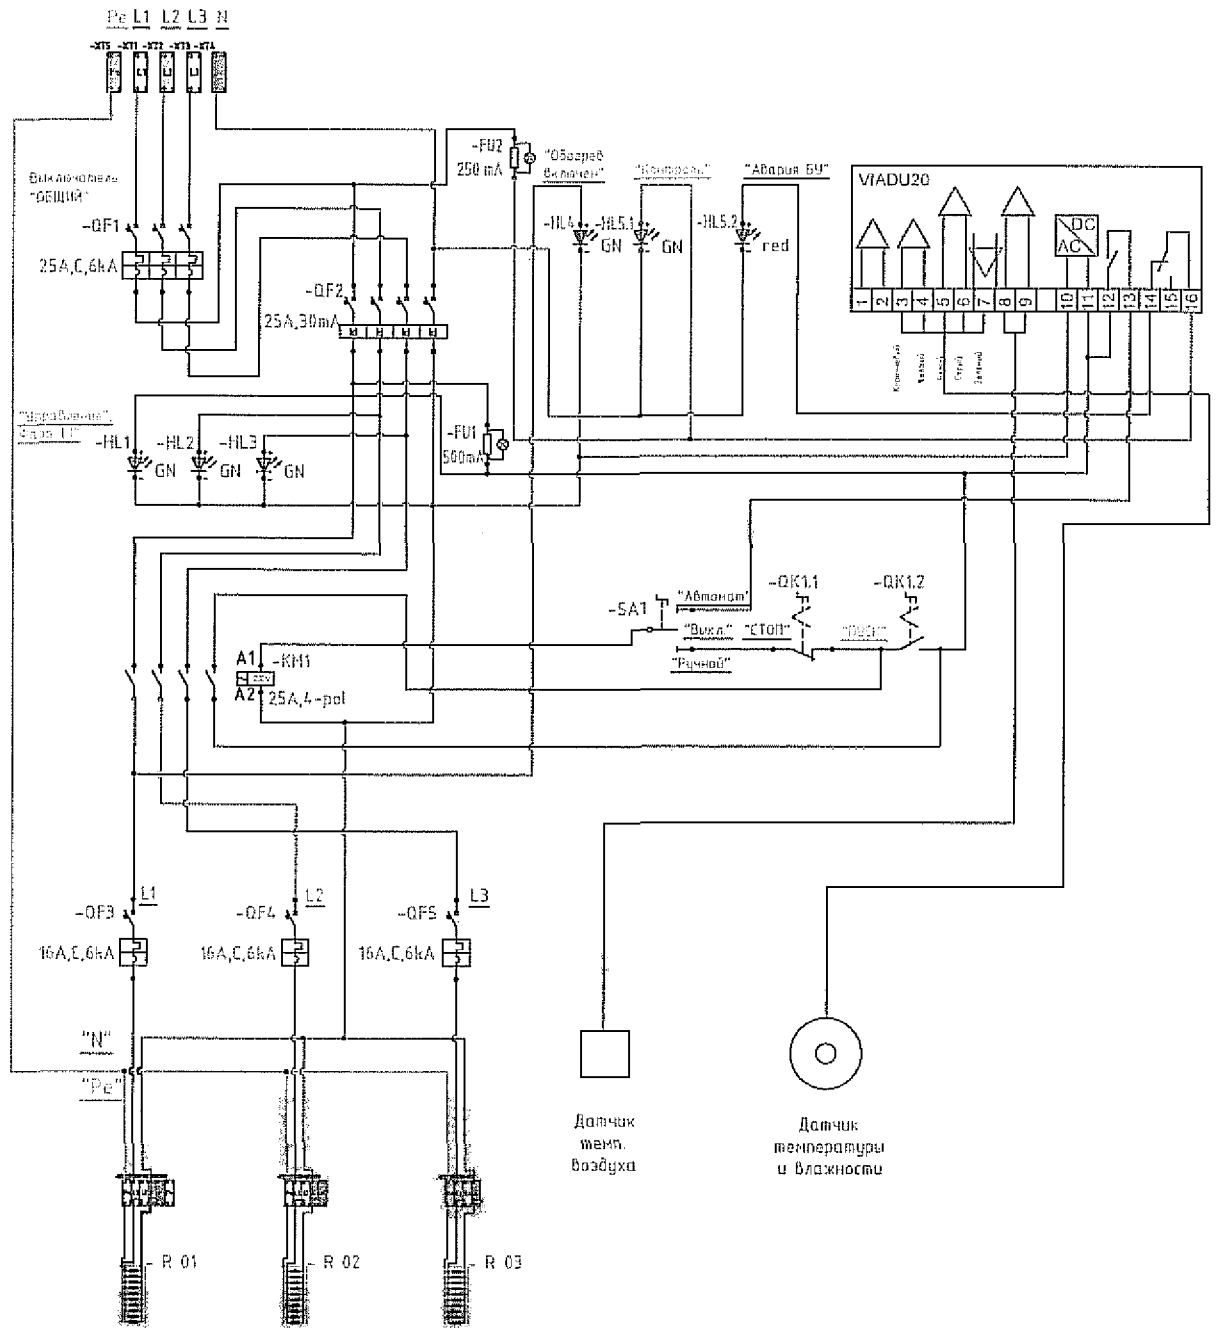 Pe L1 L2 L3 N
-XT5 -XT1 -XT2 -XT3 -XT4
Выключатель
"ОБЩИЙ"
-QF1
25A,C,6kA
-FU2
250 mA
"Обогрев
включен"
"Контроль"
"Авария БУ"
-HL4
GN
-HL5.1
GN
-HL5.2
red
VIADU20
DC
AC
1 2 3 4 5 6 7 8 9 10 11 12 13 14 15 16
-QF2
25A,30mA
"Управление",
-HL1
GN
-HL2
GN
-HL3
GN
-FU1
500mA
-SA1
"Автомат"
"Выкл."
"Ручной"
-QK1.1
"СТОП"
-QK1.2
"ПУСК"
A1
-KM1
A2
25A,4-pol
L1
-QF3
16A,C,6kA
L2
-QF4
16A,C,6kA
L3
-QF5
16A,C,6kA
"N"
"Pe"
Датчик
темп.
воздуха
Датчик
температуры
и влажности
- R 01
- R 02
- R 03